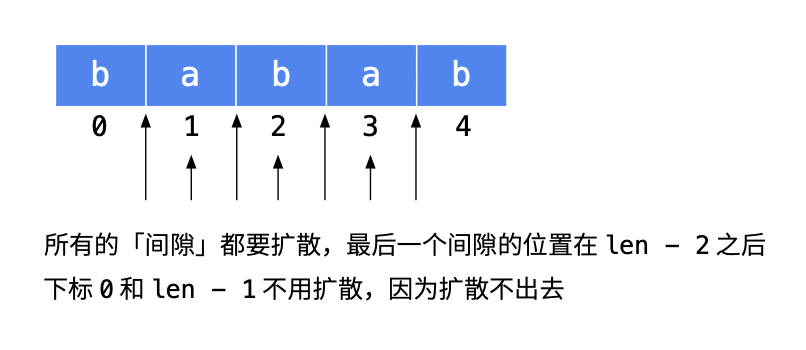 b a b a b
0 1 2 3 4
所有的「间隙」都要扩散，最后一个间隙的位置在 len - 2 之后
下标 0 和 len - 1 不用扩散，因为扩散不出去